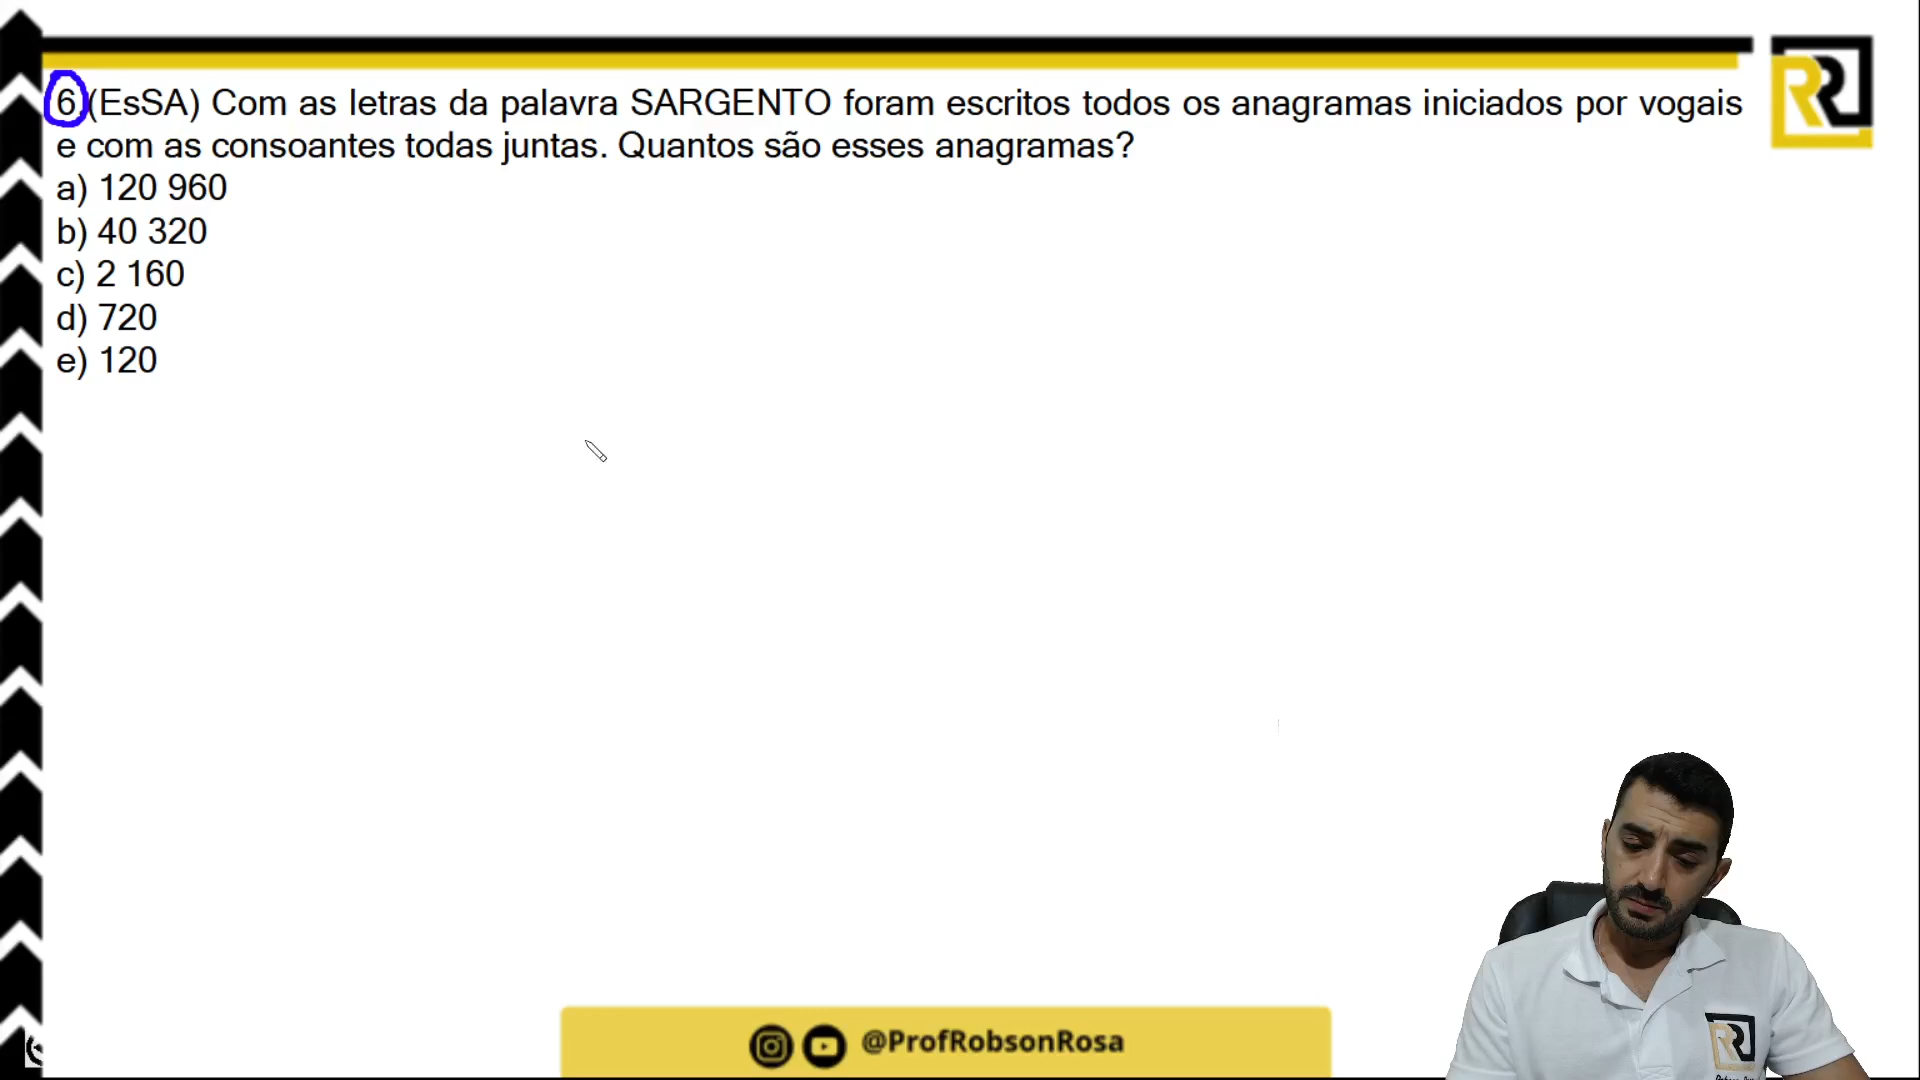 6 (EsSA) Com as letras da palavra SARGENTO foram escritos todos os anagramas iniciados por vogais
e com as consoantes todas juntas. Quantos são esses anagramas?
a) 120 960
b) 40 320
c) 2 160
d) 720
e) 120
@ProfRobsonRosa